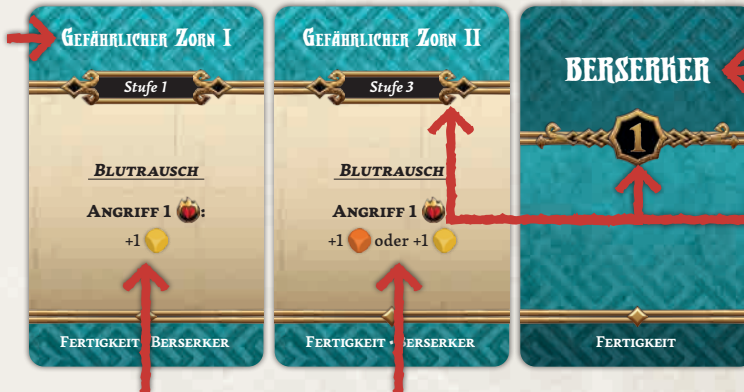 Gefährlicher Zorn I
Stufe 1
Blutrausch
Angriff 1 :
+1
Fertigkeit Berserker
Gefährlicher Zorn II
Stufe 3
Blutrausch
Angriff 1
+1 oder +1
Fertigkeit • Berserker
BERSERKER
1
Fertigkeit